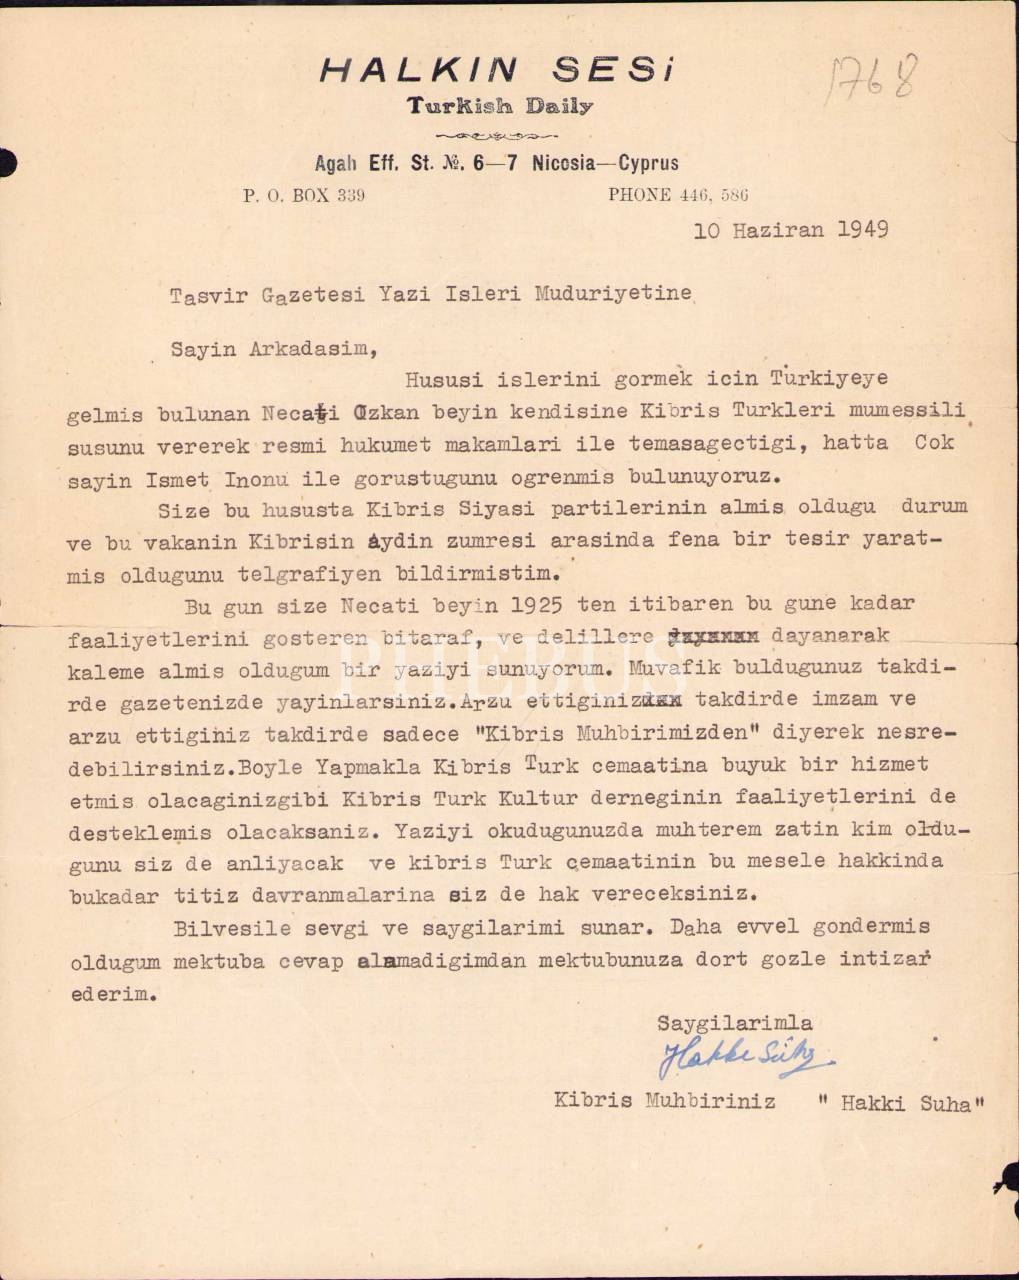 HALKIN SESi
1768
Turkish Daily
Agah Eff. St. №. 6—7 Nicosia—Cyprus
P. O. BOX 339 PHONE 446, 586
10 Haziran 1949
Tasvir Gazetesi Yazi Isleri Muduriyetine
Sayin Arkadasim,
Hususi islerini gormek icin Turkiyeye
gelmis bulunan Necati Ozkan beyin kendisine Kibris Turkleri mumessili
susunu vererek resmi hukumet makamlari ile temasagectigi, hatta Cok
sayin Ismet Inonu ile gorustugunu ogrenmis bulunuyoruz.
Size bu hususta Kibris Siyasi partilerinin almis oldugu durum
ve bu vakanin Kibrisin Aydin zumresi arasinda fena bir tesir yarat-
mis oldugunu telgrafiyen bildirmistim.
Bu gun size Necati beyin 1925 ten itibaren bu gune kadar
faaliyetlerini gosteren bitaraf, ve delillere dayanarak
kaleme almis oldugum bir yaziyi sunuyorum. Muvafik buldugunuz takdi-
rde gazetenizde yayinlarsiniz.Arzu ettiginiz takdirde imzam ve
arzu ettiginiz takdirde sadece "Kibris Muhbirimizden" diyerek nesre-
debilirsiniz.Boyle Yapmakla Kibris Turk cemaatina buyuk bir hizmet
etmis olacaginizgibi Kibris Turk Kultur derneginin faaliyetlerini de
desteklemis olacaksaniz. Yaziyi okudugunuzda muhterem zatin kim oldu-
gunu siz de anliyacak ve kibris Turk cemaatinin bu mesele hakkinda
bukadar titiz davranmalarina siz de hak vereceksiniz.
Bilvesile sevgi ve saygilarimi sunar. Daha evvel gondermis
oldugum mektuba cevap alamadigimdan mektubunuza dort gozle intizar
ederim.
Saygilarimla
Hakki Süha
Kibris Muhbiriniz " Hakki Suha"
PHEBUS